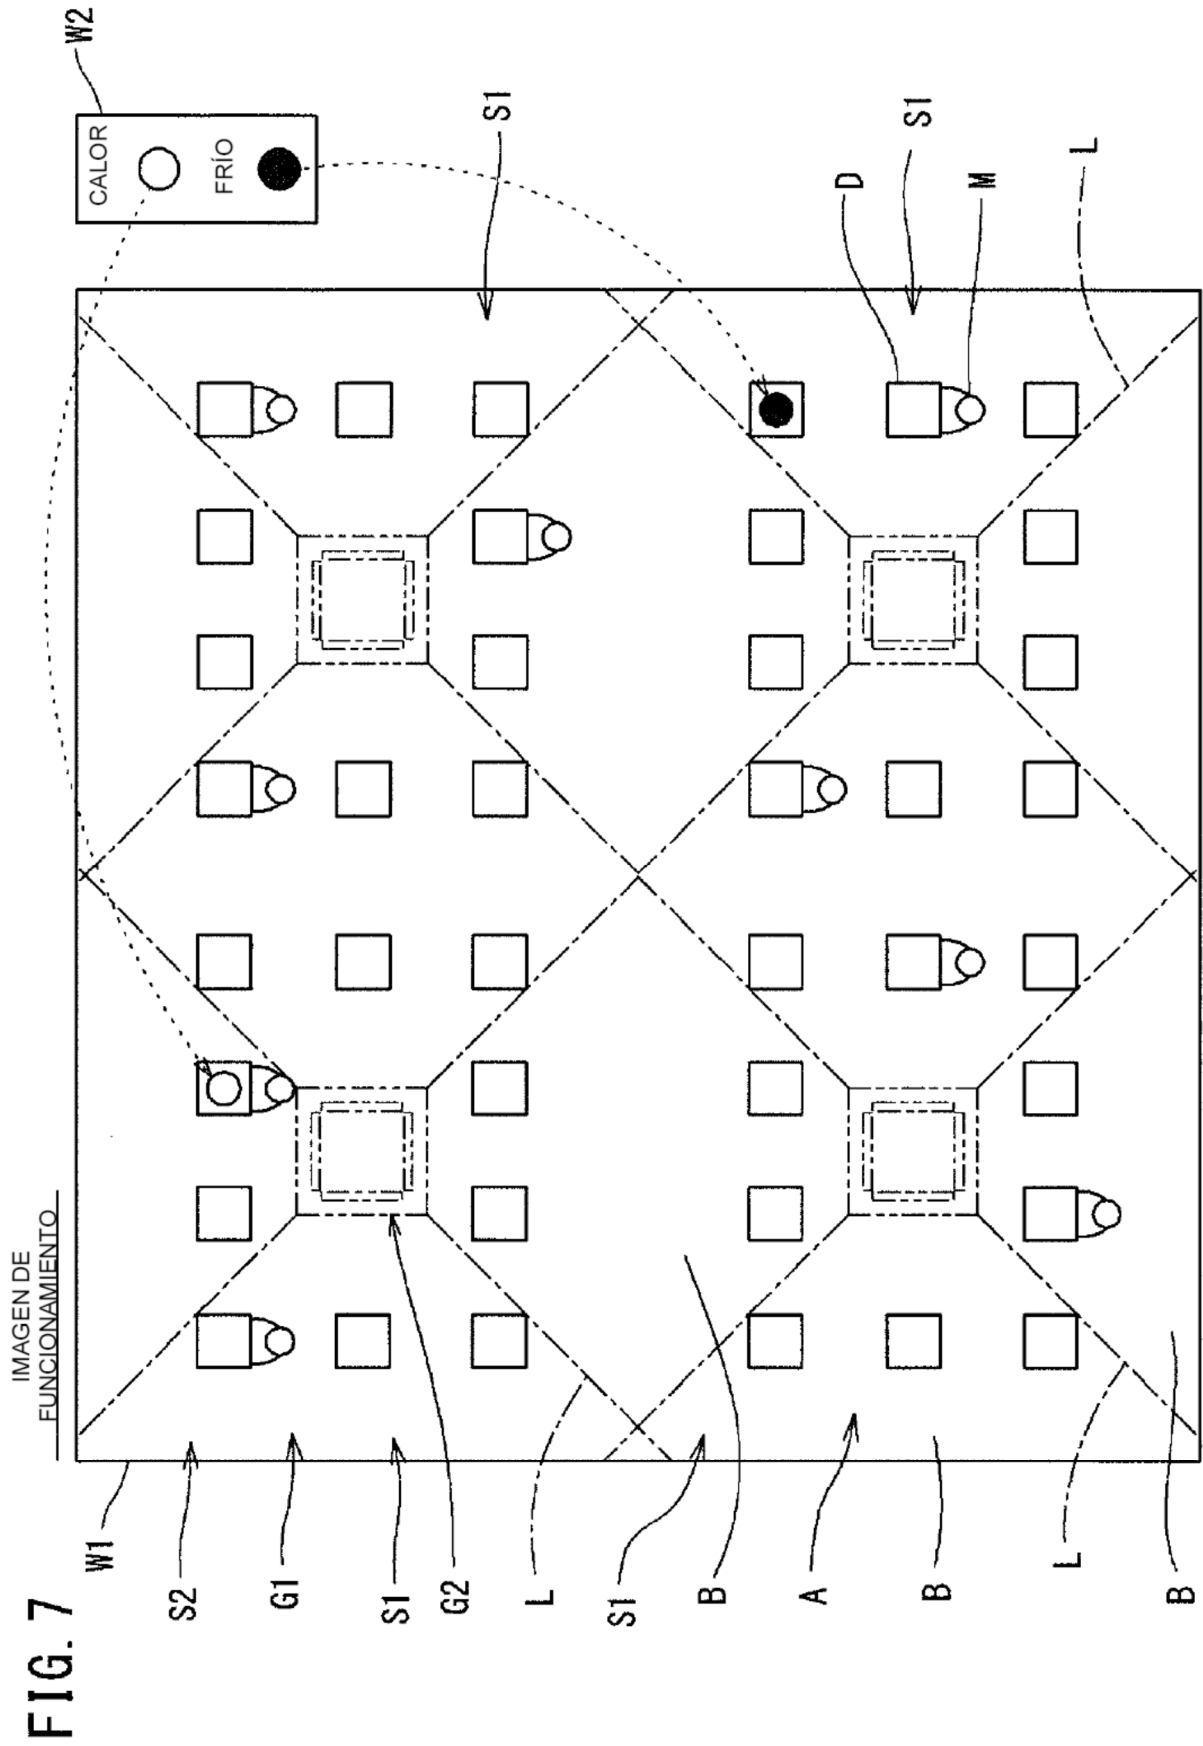 FIG. 7
IMAGEN DE
FUNCIONAMIENTO
W1
W2
CALOR
FRÍO
S2
G1
S1
G2
L
S1
B
A
B
L
B
S1
D
S1
M
L